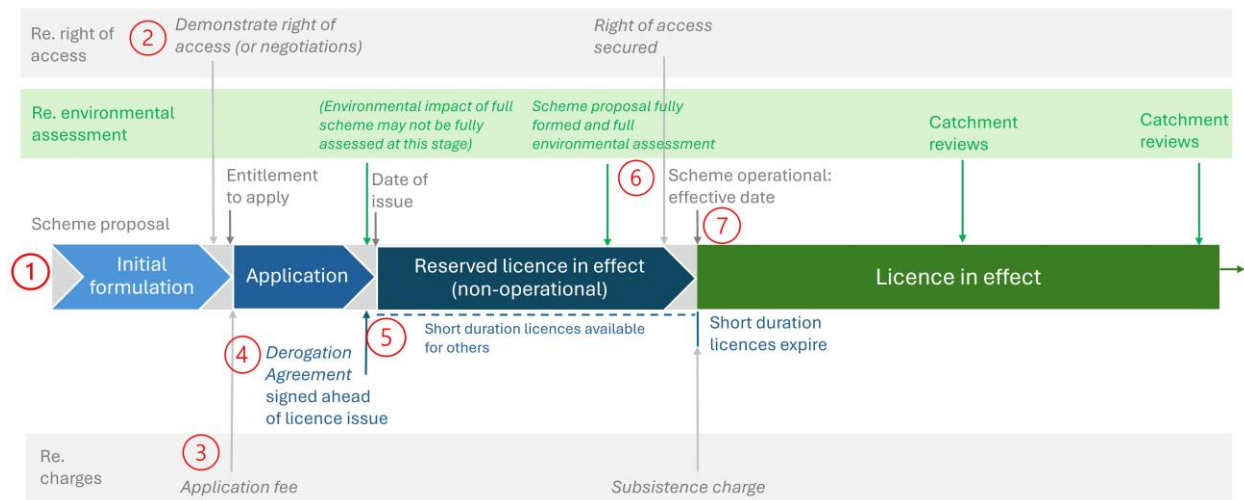 Re. right of
access
2
Demonstrate right of
access (or negotiations)
Right of access
secured
Re. environmental
assessment
(Environmental impact of full
scheme may not be fully
assessed at this stage)
Scheme proposal fully
formed and full
environmental assessment
Catchment
reviews
Catchment
reviews
Entitlement
to apply
Date of
issue
6
Scheme operational:
effective date
7
Scheme proposal
1
Initial
formulation
Application
Reserved licence in effect
(non-operational)
Licence in effect
5
Short duration licences available
for others
Short duration
licences expire
4
Derogation
Agreement
signed ahead
of licence issue
Re.
charges
3
Application fee
Subsistence charge